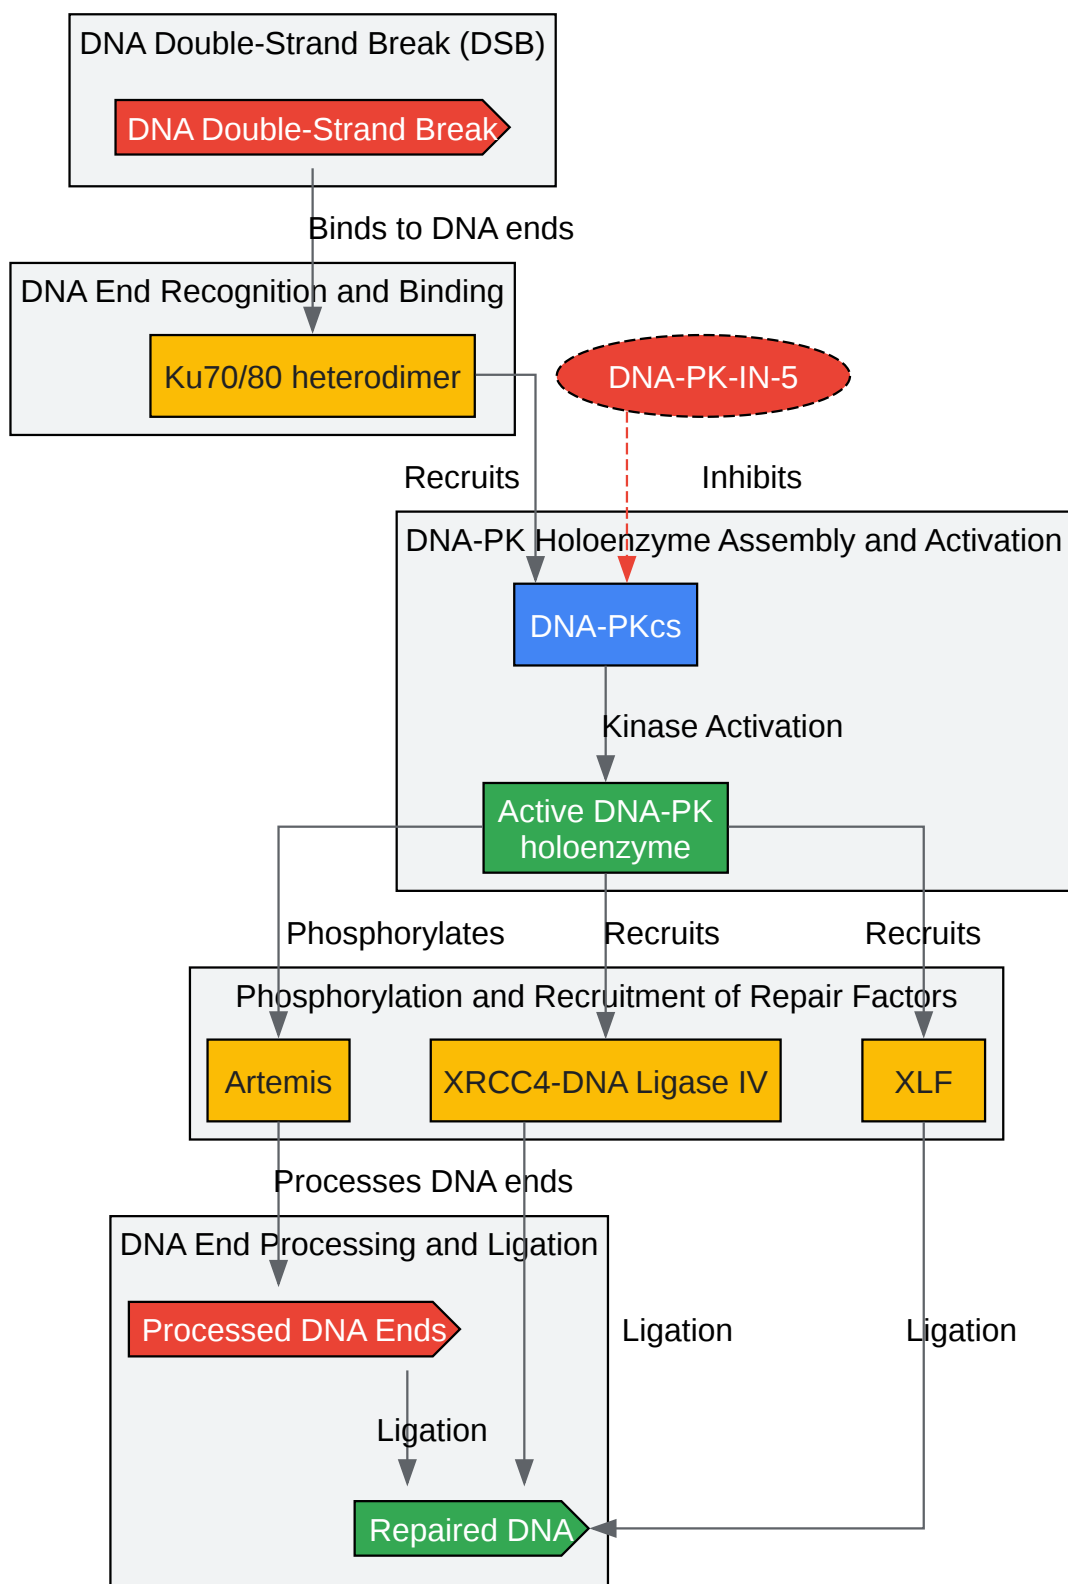 DNA Double-Strand Break (DSB)
DNA Double-Strand Break
Binds to DNA ends
DNA End Recognition and Binding
Ku70/80 heterodimer
DNA-PK-IN-5
Recruits
Inhibits
DNA-PK Holoenzyme Assembly and Activation
DNA-PKcs
Kinase Activation
Active DNA-PK
holoenzyme
Phosphorylates
Recruits
Recruits
Phosphorylation and Recruitment of Repair Factors
Artemis
XRCC4-DNA Ligase IV
XLF
Processes DNA ends
DNA End Processing and Ligation
Processed DNA Ends
Ligation
Ligation
Ligation
Repaired DNA